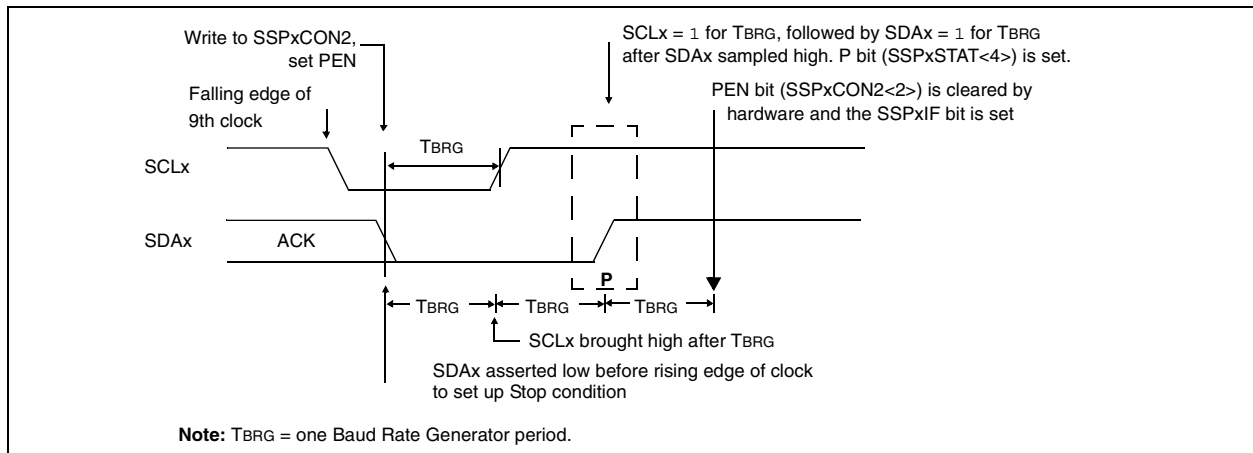 Write to SSPxCON2,
set PEN
SCLx = 1 for TBRG, followed by SDAx = 1 for TBRG
after SDAx sampled high. P bit (SSPxSTAT<4>) is set.
Falling edge of
9th clock
PEN bit (SSPxCON2<2>) is cleared by
hardware and the SSPxIF bit is set
TBRG
SCLx
SDAx
ACK
P
TBRG
TBRG
TBRG
SCLx brought high after TBRG
SDAx asserted low before rising edge of clock
to set up Stop condition
Note: TBRG = one Baud Rate Generator period.